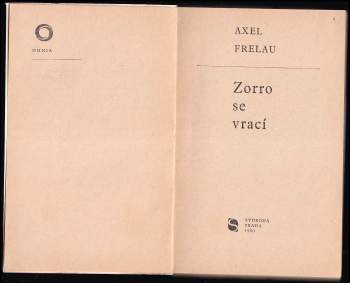 OMNIA
AXEL
FRELAU
Zorro
se
vrací
SVOBODA
PRAHA